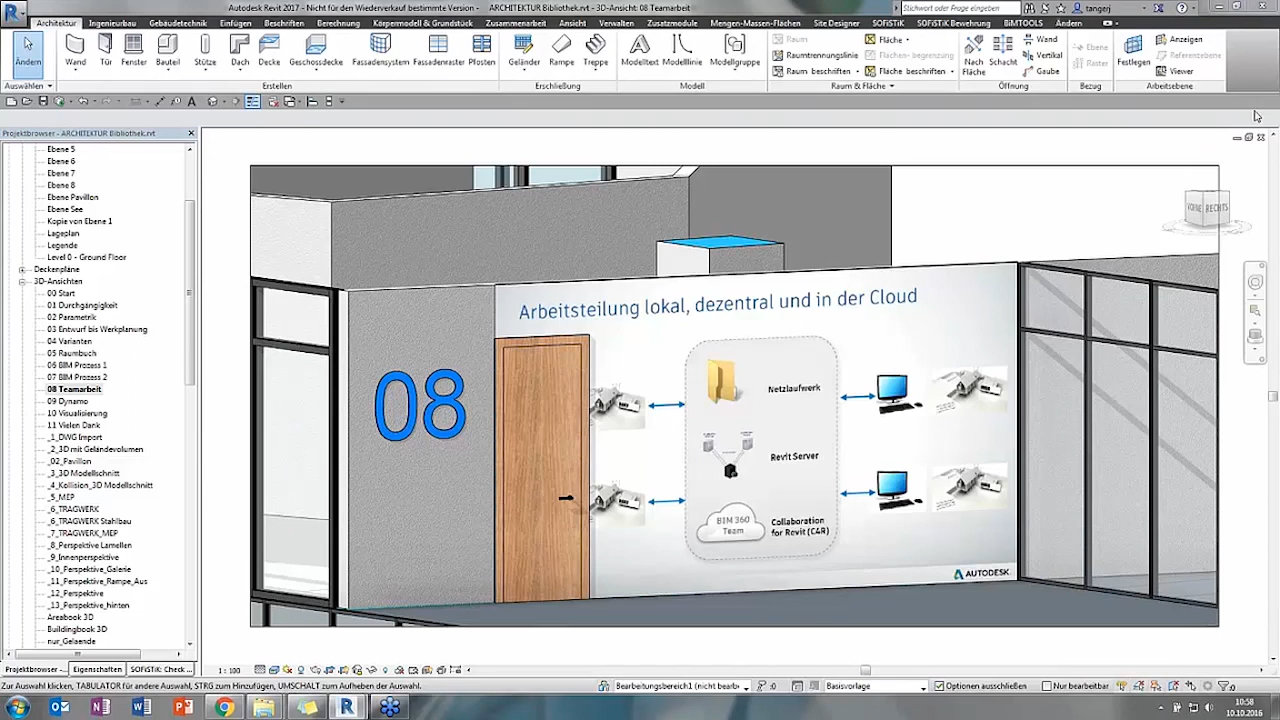 Autodesk Revit 2017 - Nicht für den Wiederverkauf bestimmte Version - ARCHITEKTUR Bibliothek.rvt - 3D-Ansicht: 08 Teamarbeit
Stichwort oder Frage eingeben
tangerj
Architektur Ingenieurbau Gebäudetechnik Einfügen Beschriften Berechnung Körpermodell & Grundstück Zusammenarbeit Ansicht Verwalten Zusatzmodule Mengen-Massen-Flächen Site Designer SOFiSTiK SOFiSTiK Bewehrung BiMTOOLS Ändern
Ändern Wand Tür Fenster Bauteil Stütze Dach Decke Geschossdecke Fassadensystem Fassadenraster Pfosten Geländer Rampe Treppe Modelltext Modelllinie Modellgruppe
Raum Fläche
Raumtrennungslinie Flächen- begrenzung
Raum beschriften Fläche beschriften
Nach Fläche Schacht
Wand
Vertikal
Gaube
Ebene
Raster
Festlegen
Anzeigen
Referenzebene
Viewer
Auswählen Erstellen Erschließung Modell Raum & Fläche Öffnung Bezug Arbeitsebene
Projektbrowser - ARCHITEKTUR Bibliothek.rvt
Ebene 5
Ebene 6
Ebene 7
Ebene 8
Ebene Pavillon
Ebene See
Kopie von Ebene 1
Lageplan
Legende
Level 0 - Ground Floor
Deckenpläne
3D-Ansichten
00 Start
01 Durchgängigkeit
02 Parametrik
03 Entwurf bis Werkplanung
04 Varianten
05 Raumbuch
06 BIM Prozess 1
07 BIM Prozess 2
08 Teamarbeit
09 Dynamo
10 Visualisierung
11 Vielen Dank
_1_DWG Import
_2_3D mit Geländevolumen
_02_Pavillon
_3_3D Modellschnitt
_4_Kollision_3D Modellschnitt
_5_MEP
_6_TRAGWERK
_6_TRAGWERK Stahlbau
_7_TRAGWERK_MEP
_8_Perspektive Lamellen
_9_Innenperspektive
_10_Perspektive_Galerie
_11_Perspektive_Rampe_Aus
_12_Perspektive
_13_Perspektive_hinten
Areabook 3D
Buildingbook 3D
nur_Gelaende
Projektbrowser -... Eigenschaften SOFiSTiK: Check ...
VORNE RECHTS
08
Arbeitsteilung lokal, dezentral und in der Cloud
Netzlaufwerk
Revit Server
BIM 360
Team
Collaboration
for Revit (C4R)
AUTODESK
1 : 100
Zur Auswahl klicken, TABULATOR für andere Auswahl, STRG zum Hinzufügen, UMSCHALT zum Aufheben der Auswahl.
Bearbeitungsbereich1 (nicht bearb
:0
Basisvorlage
Optionen ausschließen
Nur bearbeitbar
:0
10:58
10.10.2016